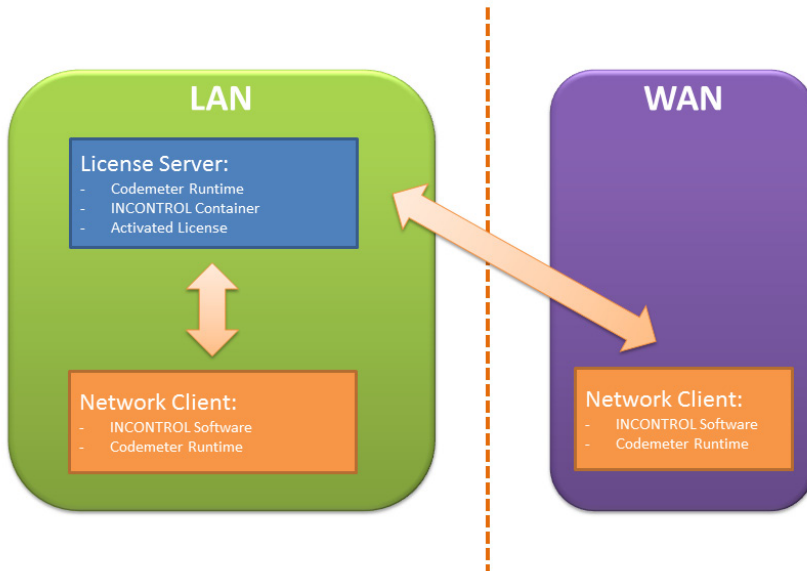 LAN
License Server:
- Codemeter Runtime
- INCONTROL Container
- Activated License
Network Client:
- INCONTROL Software
- Codemeter Runtime
WAN
Network Client:
- INCONTROL Software
- Codemeter Runtime